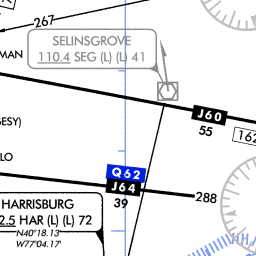 267
MAN
SELINSGROVE
110.4 SEG (L) (L) 41
J60
55
162
GESY)
LO
Q62
J64
39
288
HARRISBURG
2.5 HAR (L) (L) 72
N40°18.13'
W77°04.17'